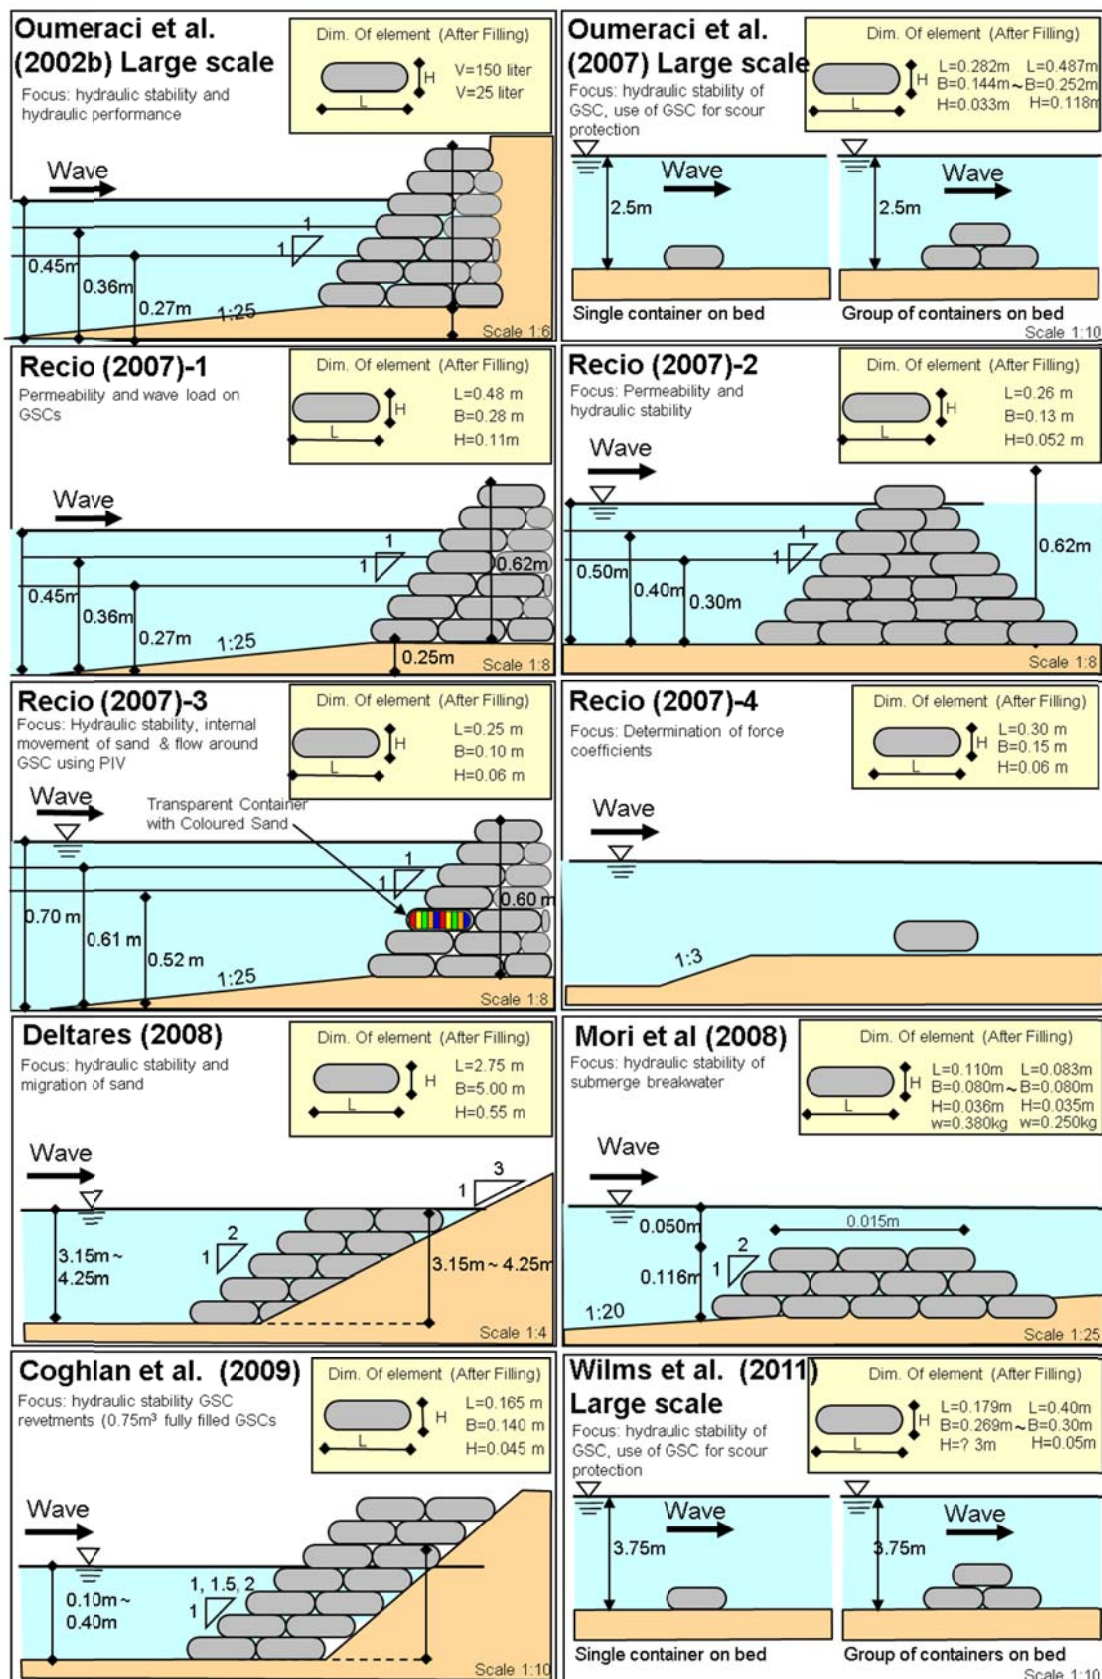 Oumeraci et al.
(2002b) Large scale
Focus: hydraulic stability and
hydraulic performance
Dim. Of element (After Filling)
H
L
V=150 liter
V=25 liter
Wave
1
1
0.45m
0.36m
0.27m
1:25
Scale 1:6
Oumeraci et al.
(2007) Large scale
Focus: hydraulic stability of
GSC, use of GSC for scour
protection
Dim. Of element (After Filling)
H
L
L=0.282m L=0.487m
B=0.144m~B=0.252m
H=0.033m H=0.118m
Wave
2.5m
Single container on bed
Wave
2.5m
Group of containers on bed
Scale 1:10
Recio (2007)-1
Permeability and wave load on
GSCs
Dim. Of element (After Filling)
H
L
L=0.48 m
B=0.28 m
H=0.11m
Wave
1
1
0.62m
0.45m
0.36m
0.27m
1:25
0.25m
Scale 1:8
Recio (2007)-2
Focus: Permeability and
hydraulic stability
Dim. Of element (After Filling)
H
L
L=0.26 m
B=0.13 m
H=0.052 m
Wave
1
1
0.62m
0.50m
0.40m
0.30m
Scale 1:8
Recio (2007)-3
Focus: Hydraulic stability, internal
movement of sand & flow around
GSC using PIV
Dim. Of element (After Filling)
H
L
L=0.25 m
B=0.10 m
H=0.06 m
Wave
Transparent Container
with Coloured Sand
1
1
0.60 m
0.70 m
0.61 m
0.52 m
1:25
Scale 1:8
Recio (2007)-4
Focus: Determination of force
coefficients
Dim. Of element (After Filling)
H
L
L=0.30 m
B=0.15 m
H=0.06 m
Wave
1:3
Deltares (2008)
Focus: hydraulic stability and
migration of sand
Dim. Of element (After Filling)
H
L
L=2.75 m
B=5.00 m
H=0.55 m
Wave
3
1
2
1
3.15m~
4.25m
3.15m~4.25m
Scale 1:4
Mori et al (2008)
Focus: hydraulic stability of
submerge breakwater
Dim. Of element (After Filling)
H
L
L=0.110m L=0.083m
B=0.080m~B=0.080m
H=0.036m H=0.035m
w=0.380kg w=0.250kg
Wave
0.050m
0.015m
2
1
0.116m
1:20
Scale 1:25
Coghlan et al. (2009)
Focus: hydraulic stability GSC
revetments (0.75m³ fully filled GSCs
Dim. Of element (After Filling)
H
L
L=0.165 m
B=0.140 m
H=0.045 m
Wave
1, 1.5, 2
1
0.10m~
0.40m
Scale 1:10
Wilms et al. (2011)
Large scale
Focus: hydraulic stability of
GSC, use of GSC for scour
protection
Dim. Of element (After Filling)
H
L
L=0.179m L=0.40m
B=0.269m~B=0.30m
H=? 3m H=0.05m
Wave
3.75m
Single container on bed
Wave
3.75m
Group of containers on bed
Scale 1:10